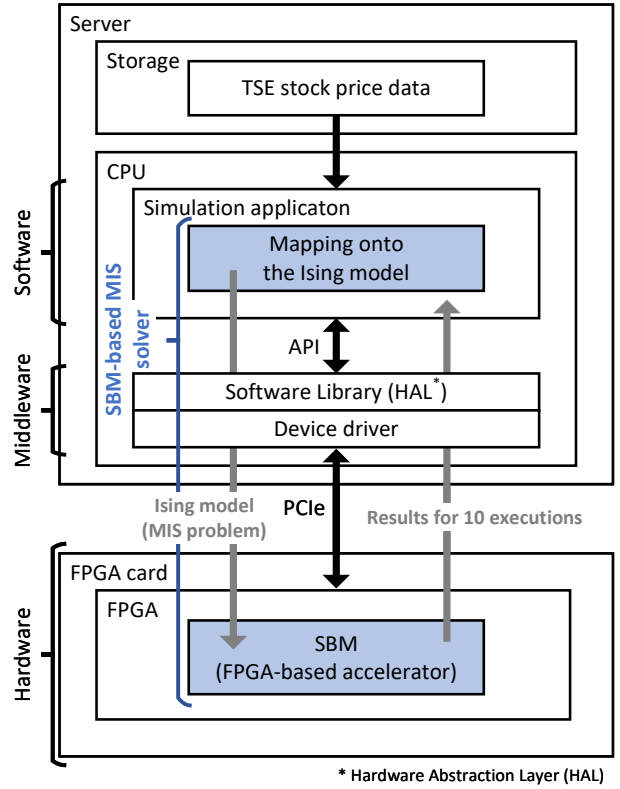 Server
Storage
TSE stock price data
CPU
Simulation applicaton
Mapping onto
the Ising model
Software
SBM-based MIS
solver
API
Middleware
Software Library (HAL*)
Device driver
Ising model
(MIS problem)
PCIe
Results for 10 executions
Hardware
FPGA card
FPGA
SBM
(FPGA-based accelerator)
* Hardware Abstraction Layer (HAL)